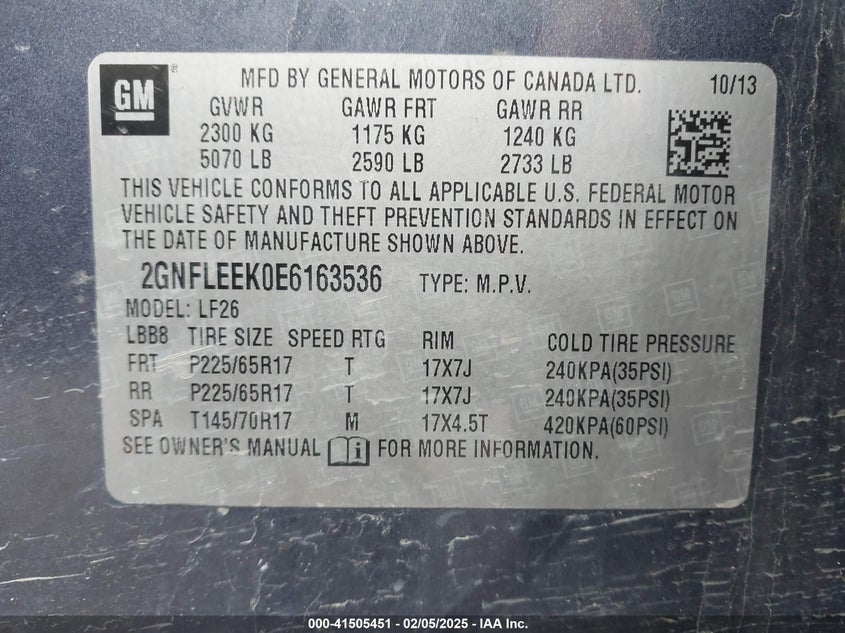 GM ® MFD BY GENERAL MOTORS OF CANADA LTD. 10/13
GVWR GAWR FRT GAWR RR
2300 KG 1175 KG 1240 KG
5070 LB 2590 LB 2733 LB
THIS VEHICLE CONFORMS TO ALL APPLICABLE U.S. FEDERAL MOTOR
VEHICLE SAFETY AND THEFT PREVENTION STANDARDS IN EFFECT ON
THE DATE OF MANUFACTURE SHOWN ABOVE.
2GNFLEEK0E6163536 TYPE: M.P.V.
MODEL: LF26
LBB8 TIRE SIZE SPEED RTG RIM COLD TIRE PRESSURE
FRT P225/65R17 T 17X7J 240KPA(35PSI)
RR P225/65R17 T 17X7J 240KPA(35PSI)
SPA T145/70R17 M 17X4.5T 420KPA(60PSI)
SEE OWNER'S MANUAL i FOR MORE INFORMATION.
000-41505451 - 02/05/2025 - IAA Inc.